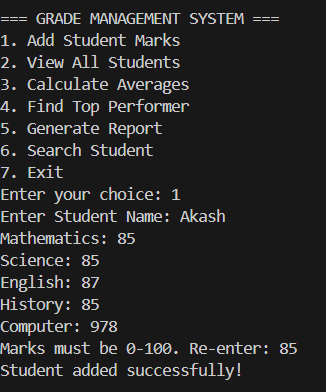 === GRADE MANAGEMENT SYSTEM ===
1. Add Student Marks
2. View All Students
3. Calculate Averages
4. Find Top Performer
5. Generate Report
6. Search Student
7. Exit
Enter your choice: 1
Enter Student Name: Akash
Mathematics: 85
Science: 85
English: 87
History: 85
Computer: 978
Marks must be 0-100. Re-enter: 85
Student added successfully!